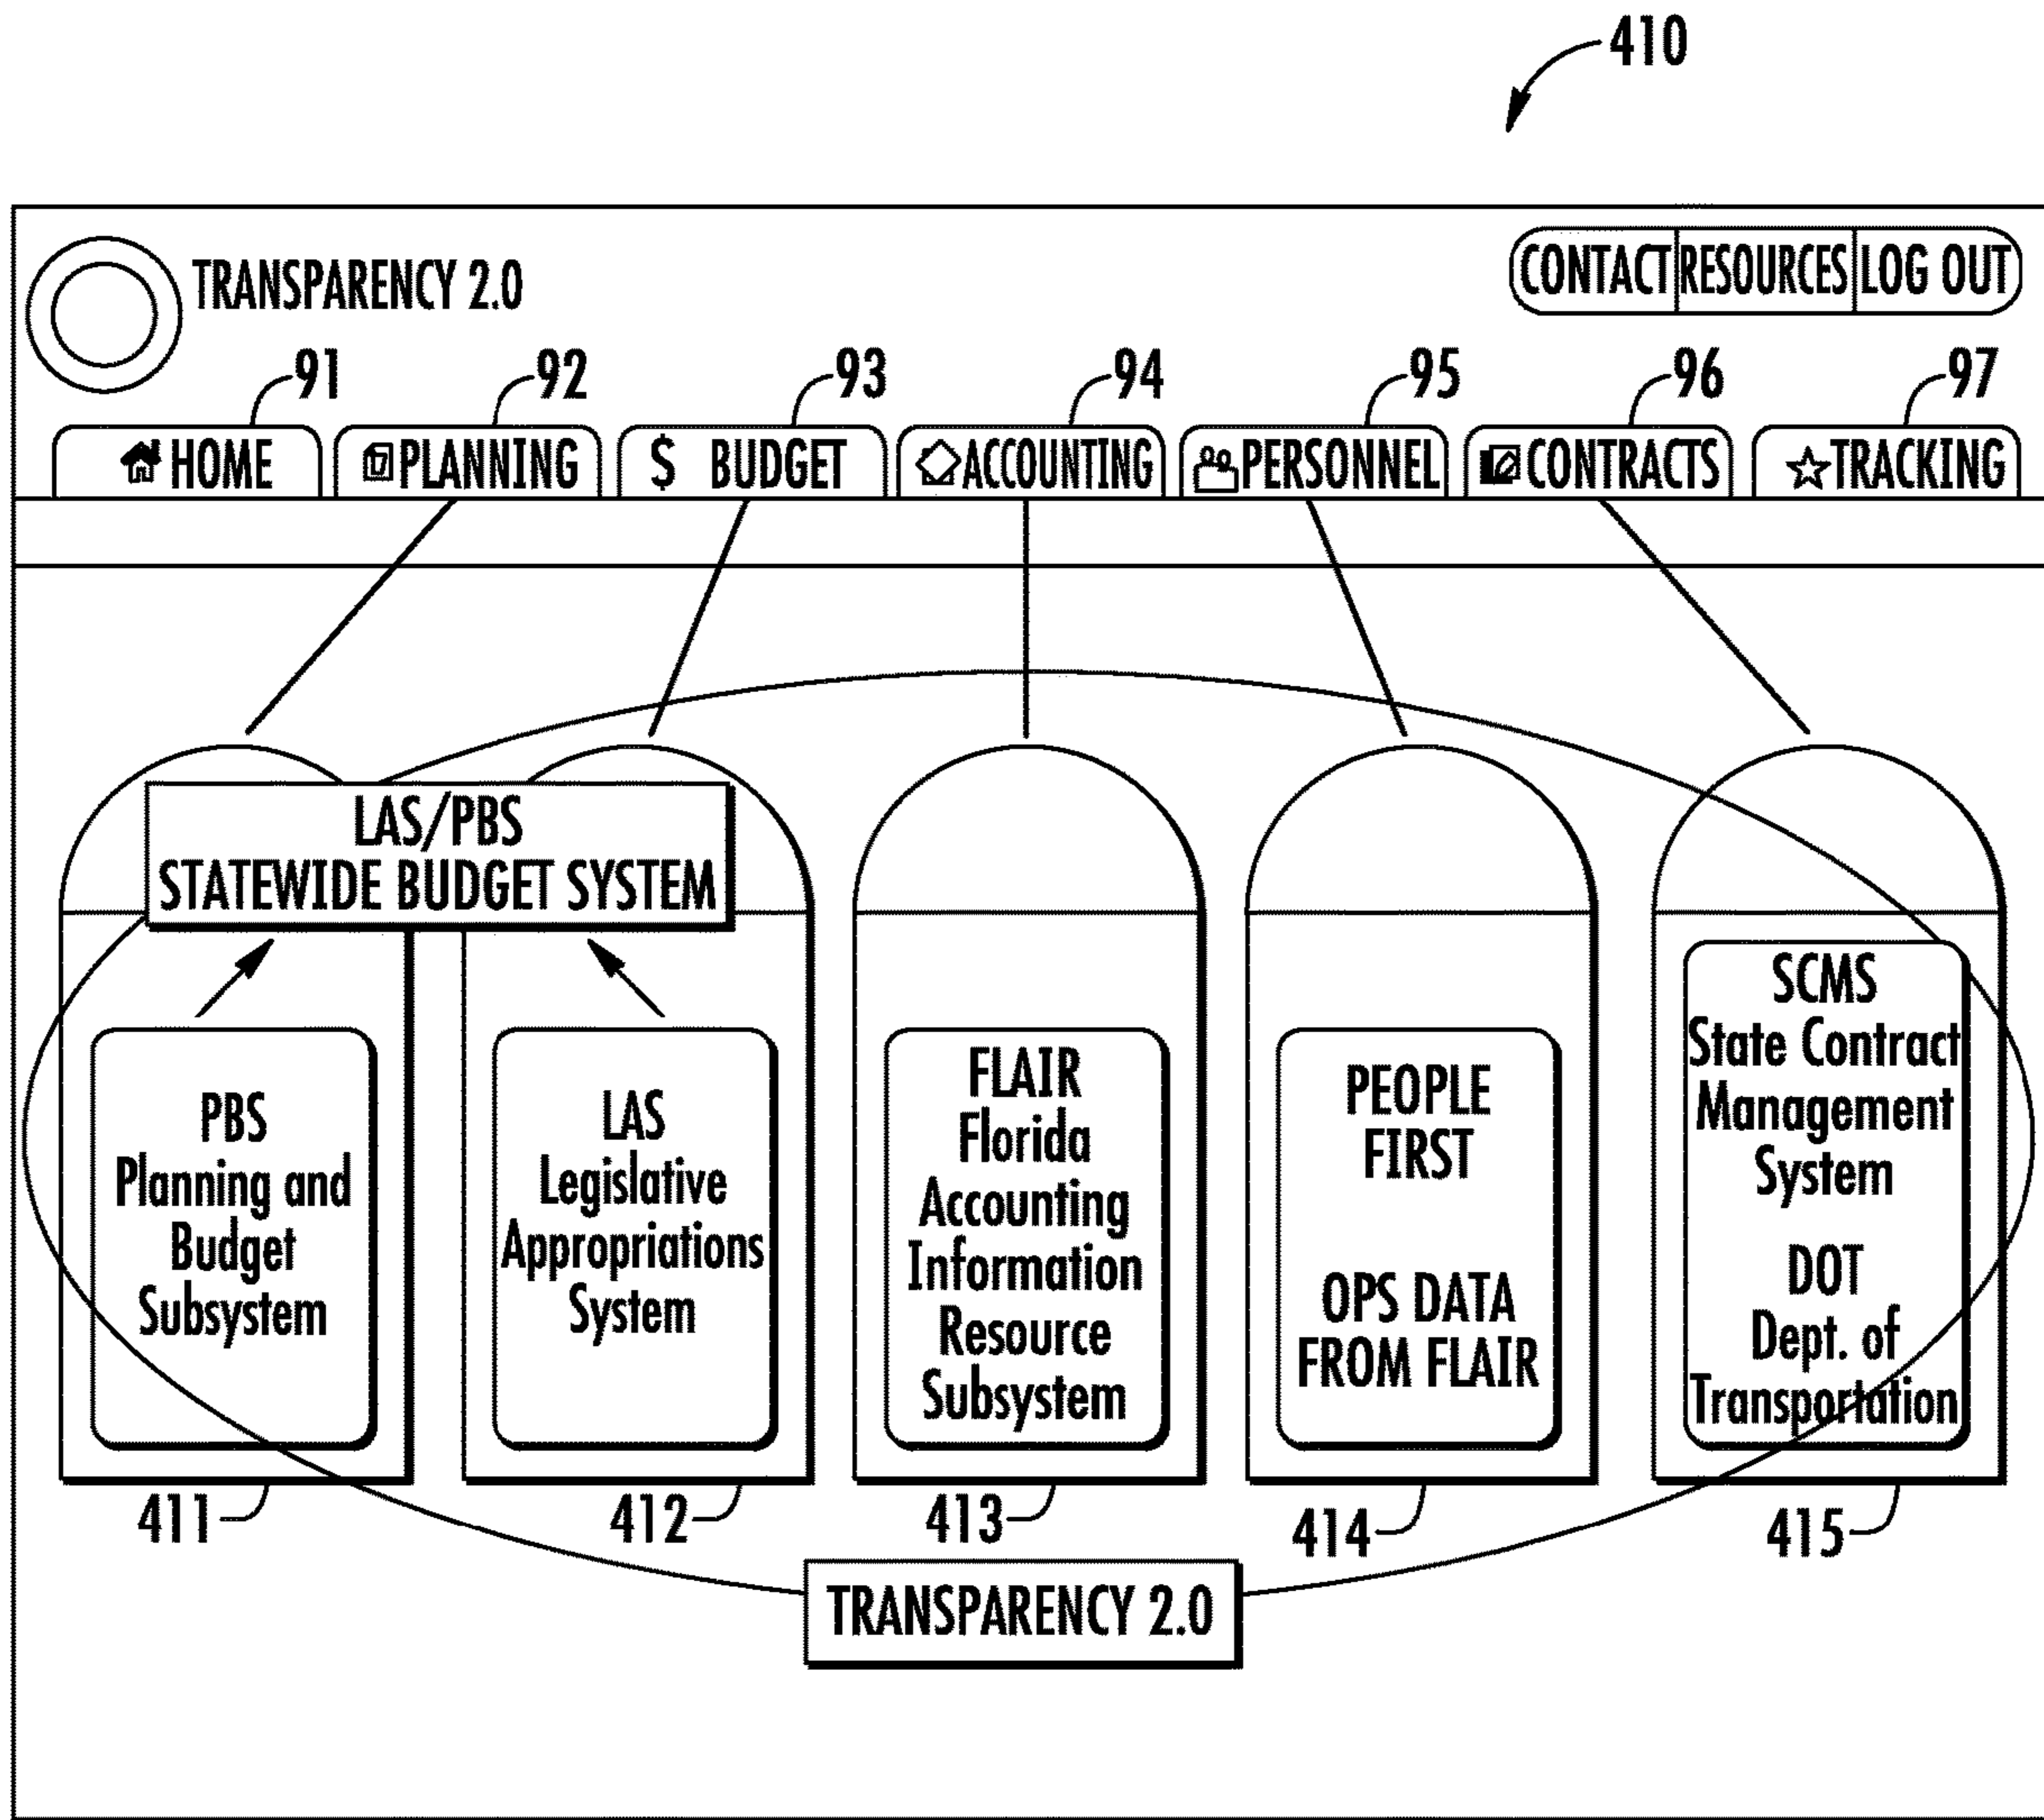 410
TRANSPARENCY 2.0
CONTACT RESOURCES LOG OUT
91 92 93 94 95 96 97
HOME PLANNING $ BUDGET ACCOUNTING PERSONNEL CONTRACTS TRACKING
LAS/PBS
STATEWIDE BUDGET SYSTEM
PBS
Planning and
Budget
Subsystem
LAS
Legislative
Appropriations
System
FLAIR
Florida
Accounting
Information
Resource
Subsystem
PEOPLE
FIRST
OPS DATA
FROM FLAIR
SCMS
State Contract
Management
System
DOT
Dept. of
Transportation
411 412 413 414 415
TRANSPARENCY 2.0